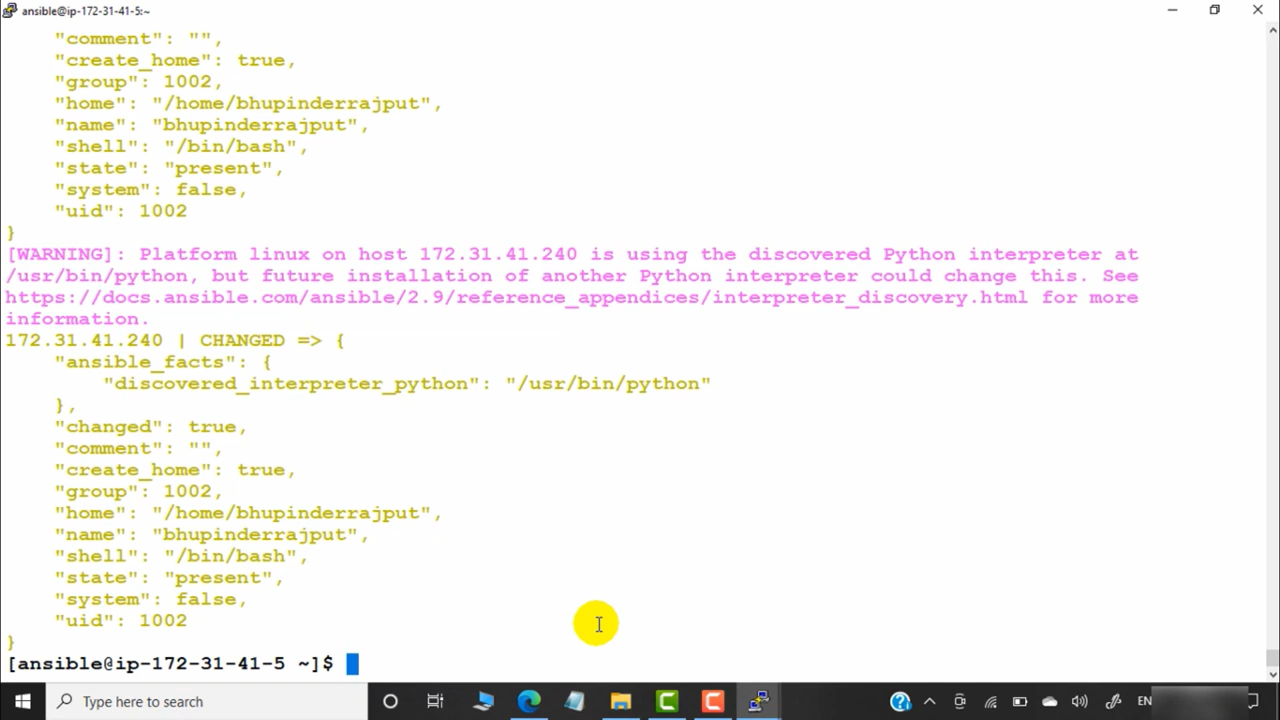 ansible@ip-172-31-41-5:~
"comment": "",
"create_home": true,
"group": 1002,
"home": "/home/bhupinderrajput",
"name": "bhupinderrajput",
"shell": "/bin/bash",
"state": "present",
"system": false,
"uid": 1002
}
[WARNING]: Platform linux on host 172.31.41.240 is using the discovered Python interpreter at
/usr/bin/python, but future installation of another Python interpreter could change this. See
https://docs.ansible.com/ansible/2.9/reference_appendices/interpreter_discovery.html for more
information.
172.31.41.240 | CHANGED => {
"ansible_facts": {
"discovered_interpreter_python": "/usr/bin/python"
},
"changed": true,
"comment": "",
"create_home": true,
"group": 1002,
"home": "/home/bhupinderrajput",
"name": "bhupinderrajput",
"shell": "/bin/bash",
"state": "present",
"system": false,
"uid": 1002
}
[ansible@ip-172-31-41-5 ~]$
Type here to search
EN